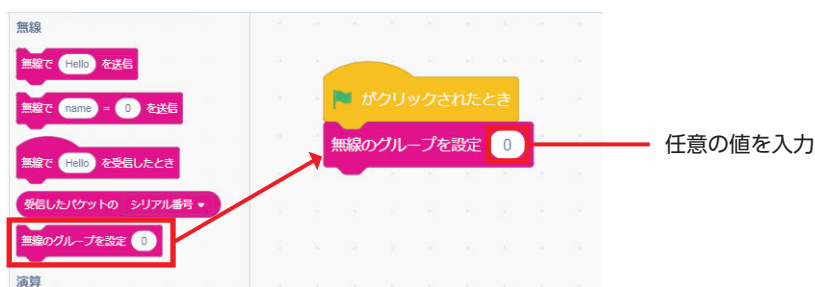 無線
無線で Hello を送信
無線で name = 0 を送信
無線で Hello を受信したとき
受信したパケットの シリアル番号
無線のグループを設定 0
演算
がクリックされたとき
無線のグループを設定 0
任意の値を入力